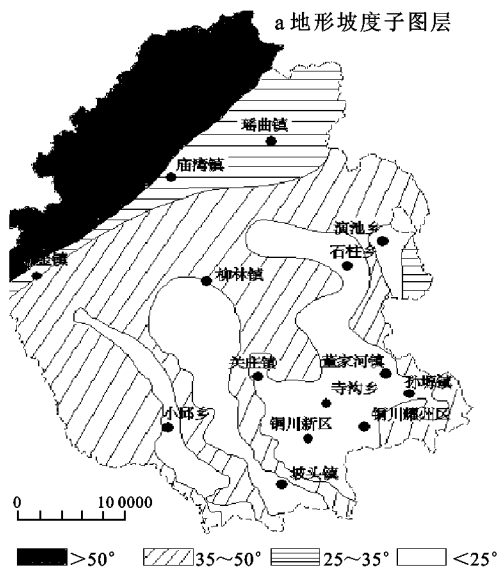 a 地形坡度子图层
瑶曲镇
庙湾镇
演池乡
石柱乡
柳林镇
关庄镇
董家河镇
孙塬镇
寺沟乡
小邱乡
铜川新区
铜川耀州区
坡头镇
0 10 0000
>50° 35～50° 25～35° <25°